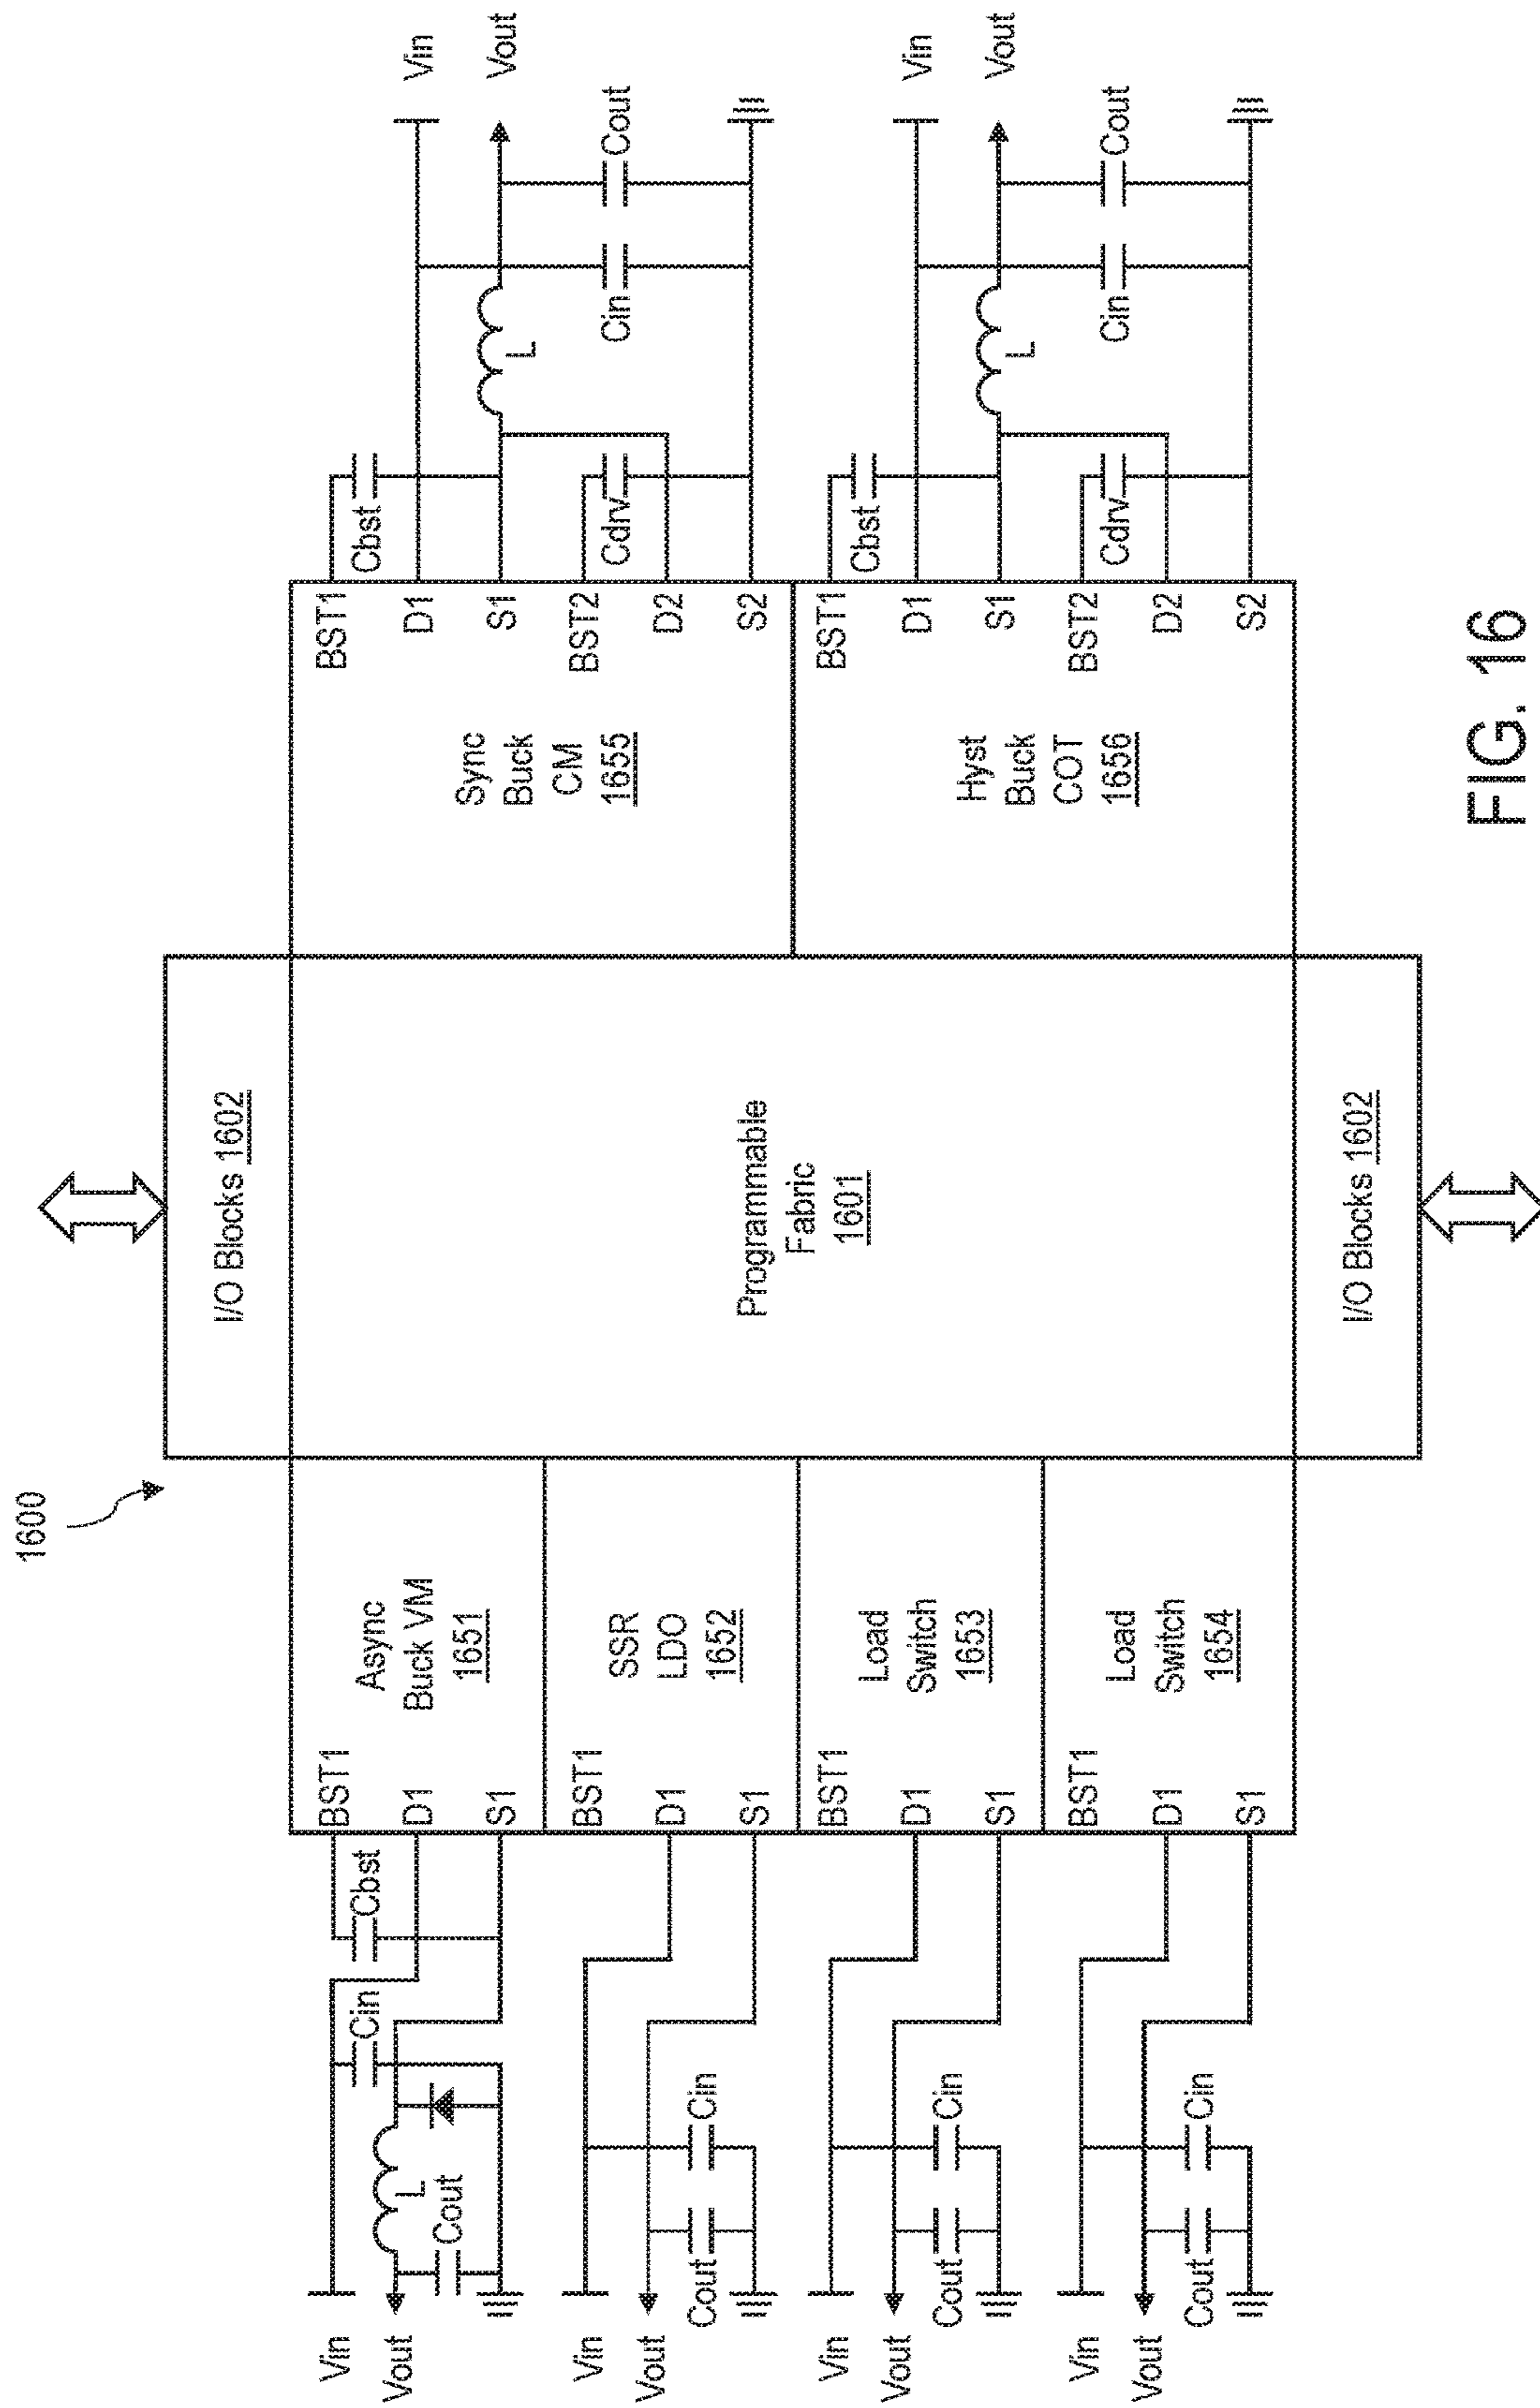 1600
I/O Blocks 1602
Vin
Vout
L
Cout
Cin
Cbst
BST1
D1
S1
Async
Buck VM
1651
Vin
Vout
Cout
Cin
BST1
D1
S1
SSR
LDO
1652
Vin
Vout
Cout
Cin
BST1
D1
S1
Load
Switch
1653
Vin
Vout
Cout
Cin
BST1
D1
S1
Load
Switch
1654
Programmable
Fabric
1601
Sync
Buck
CM
1655
BST1
D1
S1
BST2
D2
S2
Cbst
Cdrv
L
Cin
Cout
Vin
Vout
Hyst
Buck
COT
1656
BST1
D1
S1
BST2
D2
S2
Cbst
Cdrv
L
Cin
Cout
Vin
Vout
I/O Blocks 1602
FIG. 16